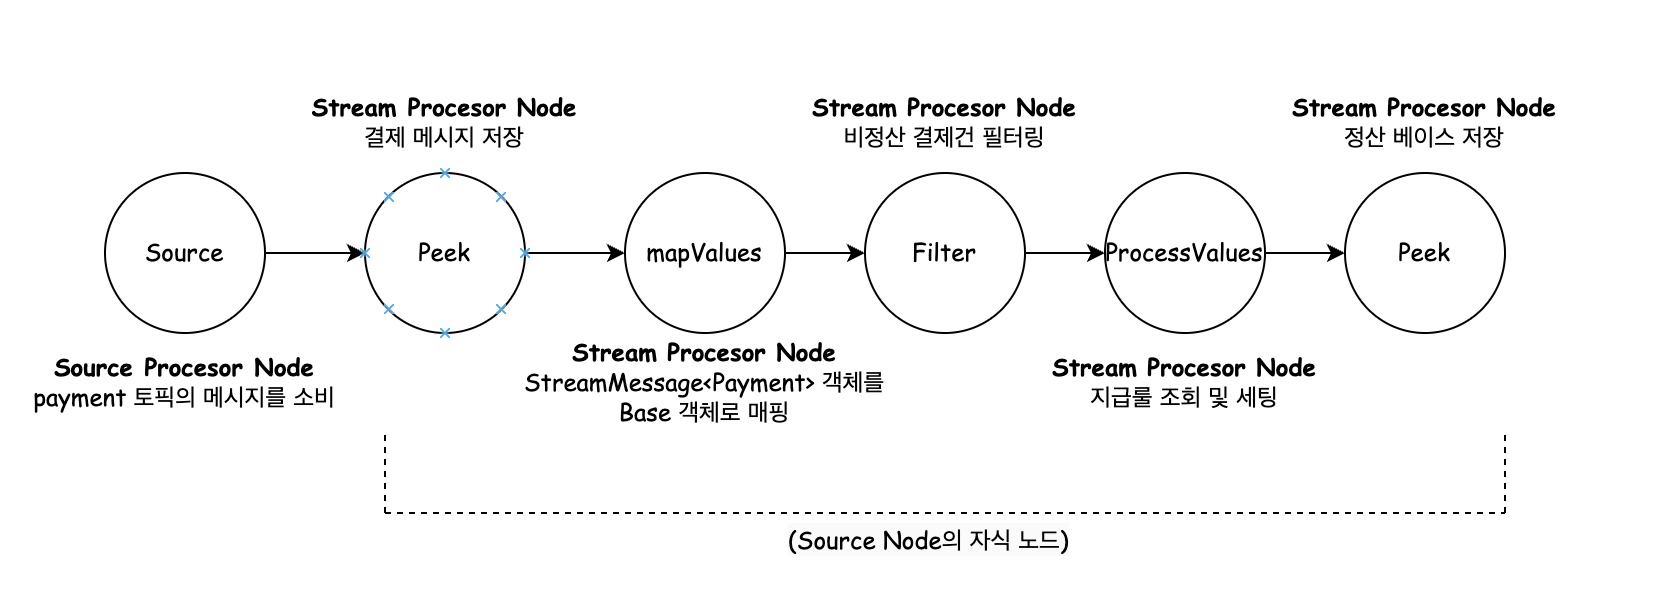 Stream Procesor Node
결제 메시지 저장
Stream Procesor Node
비정산 결제건 필터링
Stream Procesor Node
정산 베이스 저장
Source
Peek
mapValues
Filter
ProcessValues
Peek
Source Procesor Node
payment 토픽의 메시지를 소비
Stream Procesor Node
StreamMessage<Payment> 객체를
Base 객체로 매핑
Stream Procesor Node
지급룰 조회 및 세팅
(Source Node의 자식 노드)